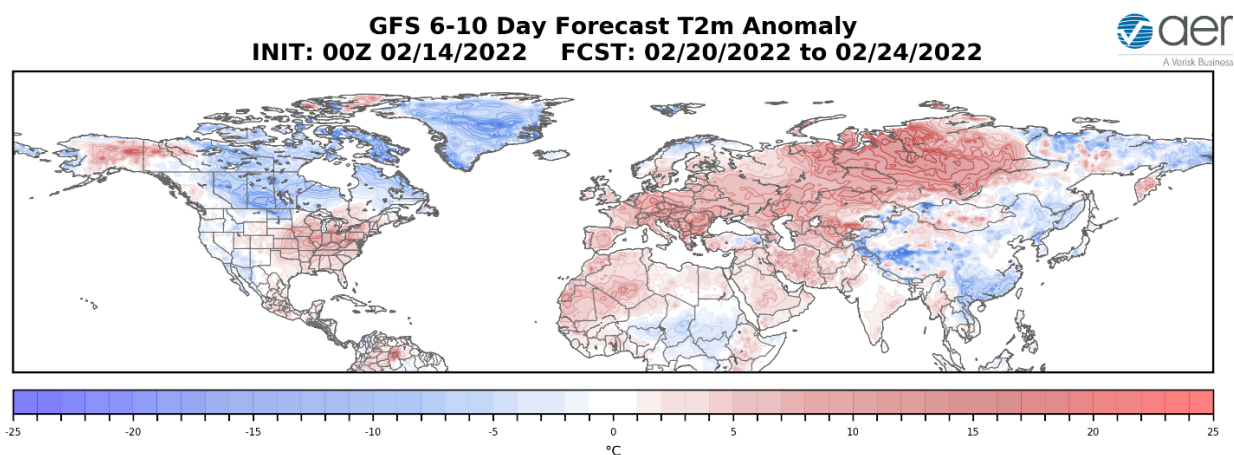 GFS 6-10 Day Forecast T2m Anomaly
INIT: 00Z 02/14/2022 FCST: 02/20/2022 to 02/24/2022
aer
A Verisk Business
-25 -20 -15 -10 -5 0 5 10 15 20 25
°C